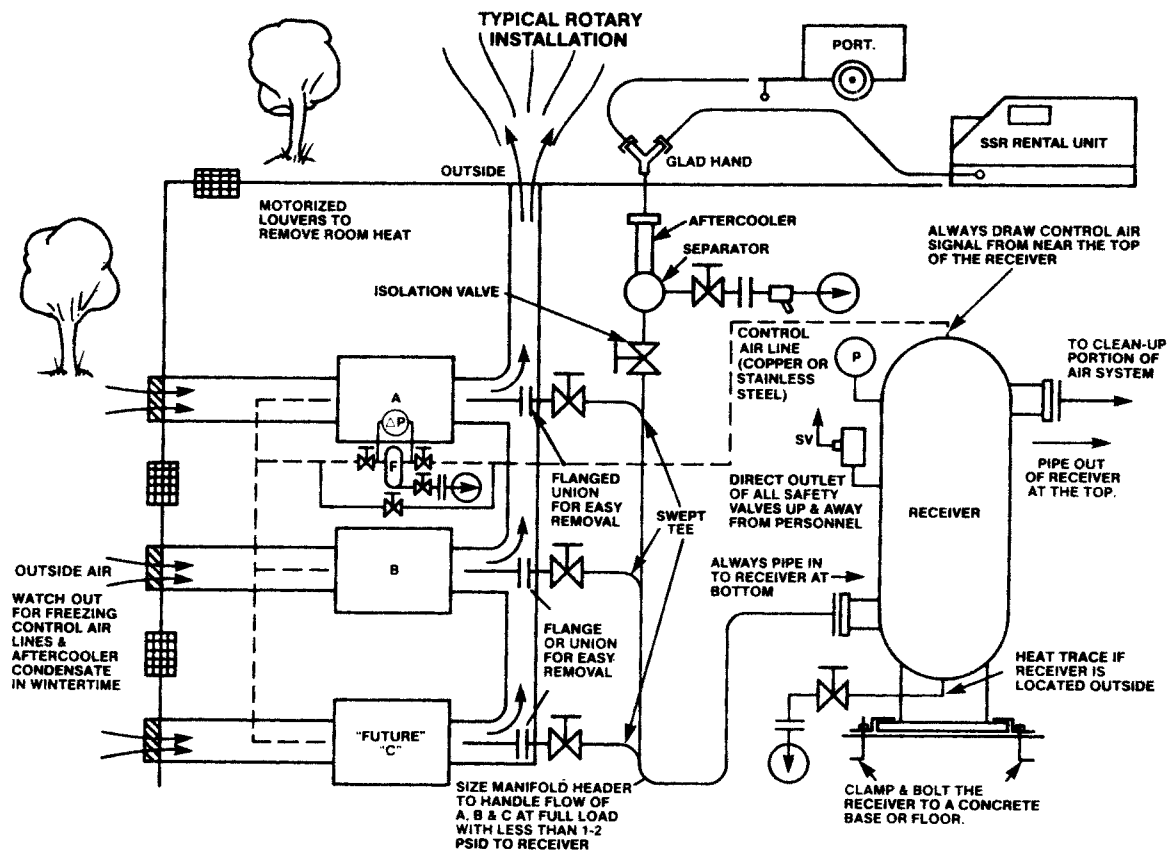 TYPICAL ROTARY
INSTALLATION
PORT.
SSR RENTAL UNIT
GLAD HAND
OUTSIDE
MOTORIZED
LOUVERS TO
REMOVE ROOM HEAT
AFTERCOOLER
SEPARATOR
ALWAYS DRAW CONTROL AIR
SIGNAL FROM NEAR THE TOP
OF THE RECEIVER
ISOLATION VALVE
CONTROL
AIR LINE
(COPPER OR
STAINLESS
STEEL)
P
TO CLEAN-UP
PORTION OF
AIR SYSTEM
A
△P
F
SV
PIPE OUT
OF RECEIVER
AT THE TOP.
FLANGED
UNION
FOR EASY
REMOVAL
SWEPT
TEE
DIRECT OUTLET
OF ALL SAFETY
VALVES UP & AWAY
FROM PERSONNEL
RECEIVER
OUTSIDE AIR
B
ALWAYS PIPE IN
TO RECEIVER AT
BOTTOM
WATCH OUT
FOR FREEZING
CONTROL AIR
LINES &
AFTERCOOLER
CONDENSATE
IN WINTERTIME
FLANGE
OR UNION
FOR EASY
REMOVAL
HEAT TRACE IF
RECEIVER IS
LOCATED OUTSIDE
"FUTURE"
"C"
SIZE MANIFOLD HEADER
TO HANDLE FLOW OF
A, B & C AT FULL LOAD
WITH LESS THAN 1-2
PSID TO RECEIVER
CLAMP & BOLT THE
RECEIVER TO A CONCRETE
BASE OR FLOOR.